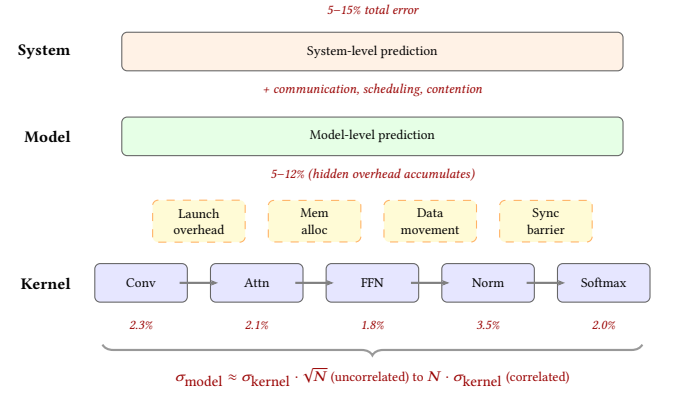 5–15% total error
System
System-level prediction
+ communication, scheduling, contention
Model
Model-level prediction
5–12% (hidden overhead accumulates)
Launch
overhead
Mem
alloc
Data
movement
Sync
barrier
Kernel
Conv
Attn
FFN
Norm
Softmax
2.3%
2.1%
1.8%
3.5%
2.0%
σmodel ≈ σkernel · √N (uncorrelated) to N · σkernel (correlated)